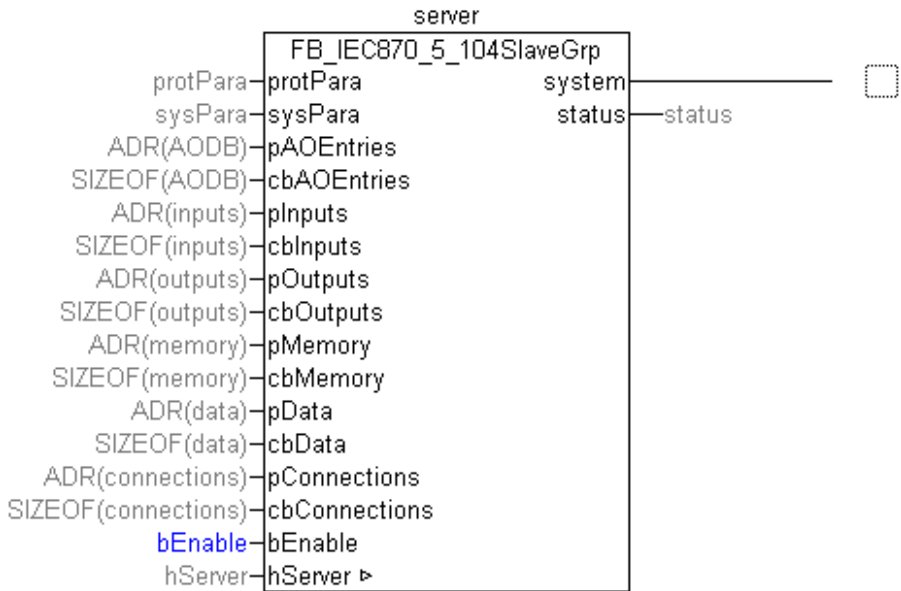 server
FB_IEC870_5_104SlaveGrp
protPara protPara system
sysPara sysPara status status
ADR(AODB) pAOEntries
SIZEOF(AODB) cbAOEntries
ADR(inputs) pInputs
SIZEOF(inputs) cbInputs
ADR(outputs) pOutputs
SIZEOF(outputs) cbOutputs
ADR(memory) pMemory
SIZEOF(memory) cbMemory
ADR(data) pData
SIZEOF(data) cbData
ADR(connections) pConnections
SIZEOF(connections) cbConnections
bEnable bEnable
hServer hServer ▹